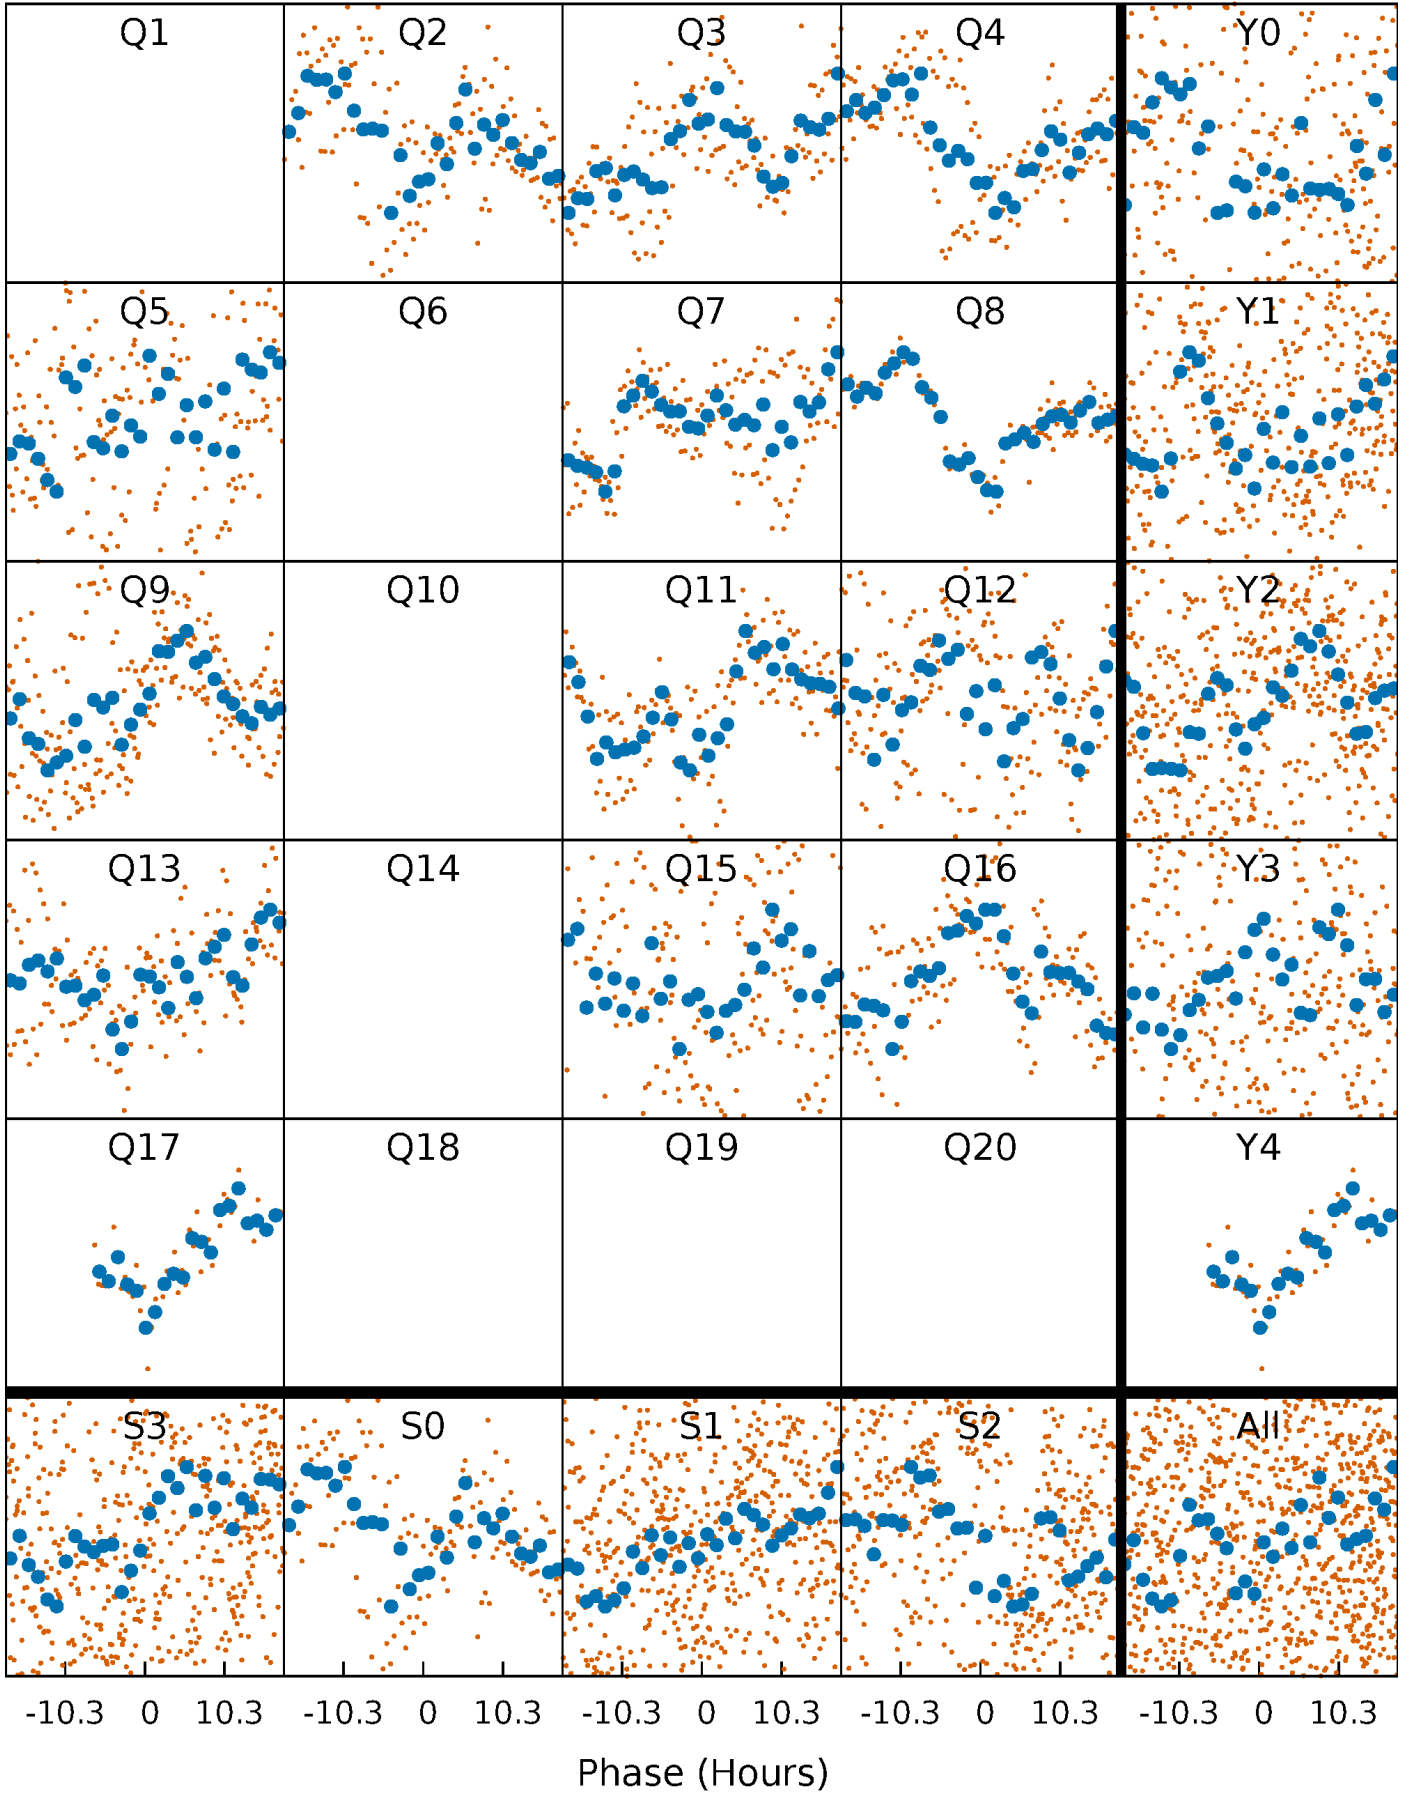 Q1 Q2 Q3 Q4 Y0
Q5 Q6 Q7 Q8 Y1
Q9 Q10 Q11 Q12 Y2
Q13 Q14 Q15 Q16 Y3
Q17 Q18 Q19 Q20 Y4
S3 S0 S1 S2 All
-10.3 0 10.3 -10.3 0 10.3 -10.3 0 10.3 -10.3 0 10.3 -10.3 0 10.3
Phase (Hours)